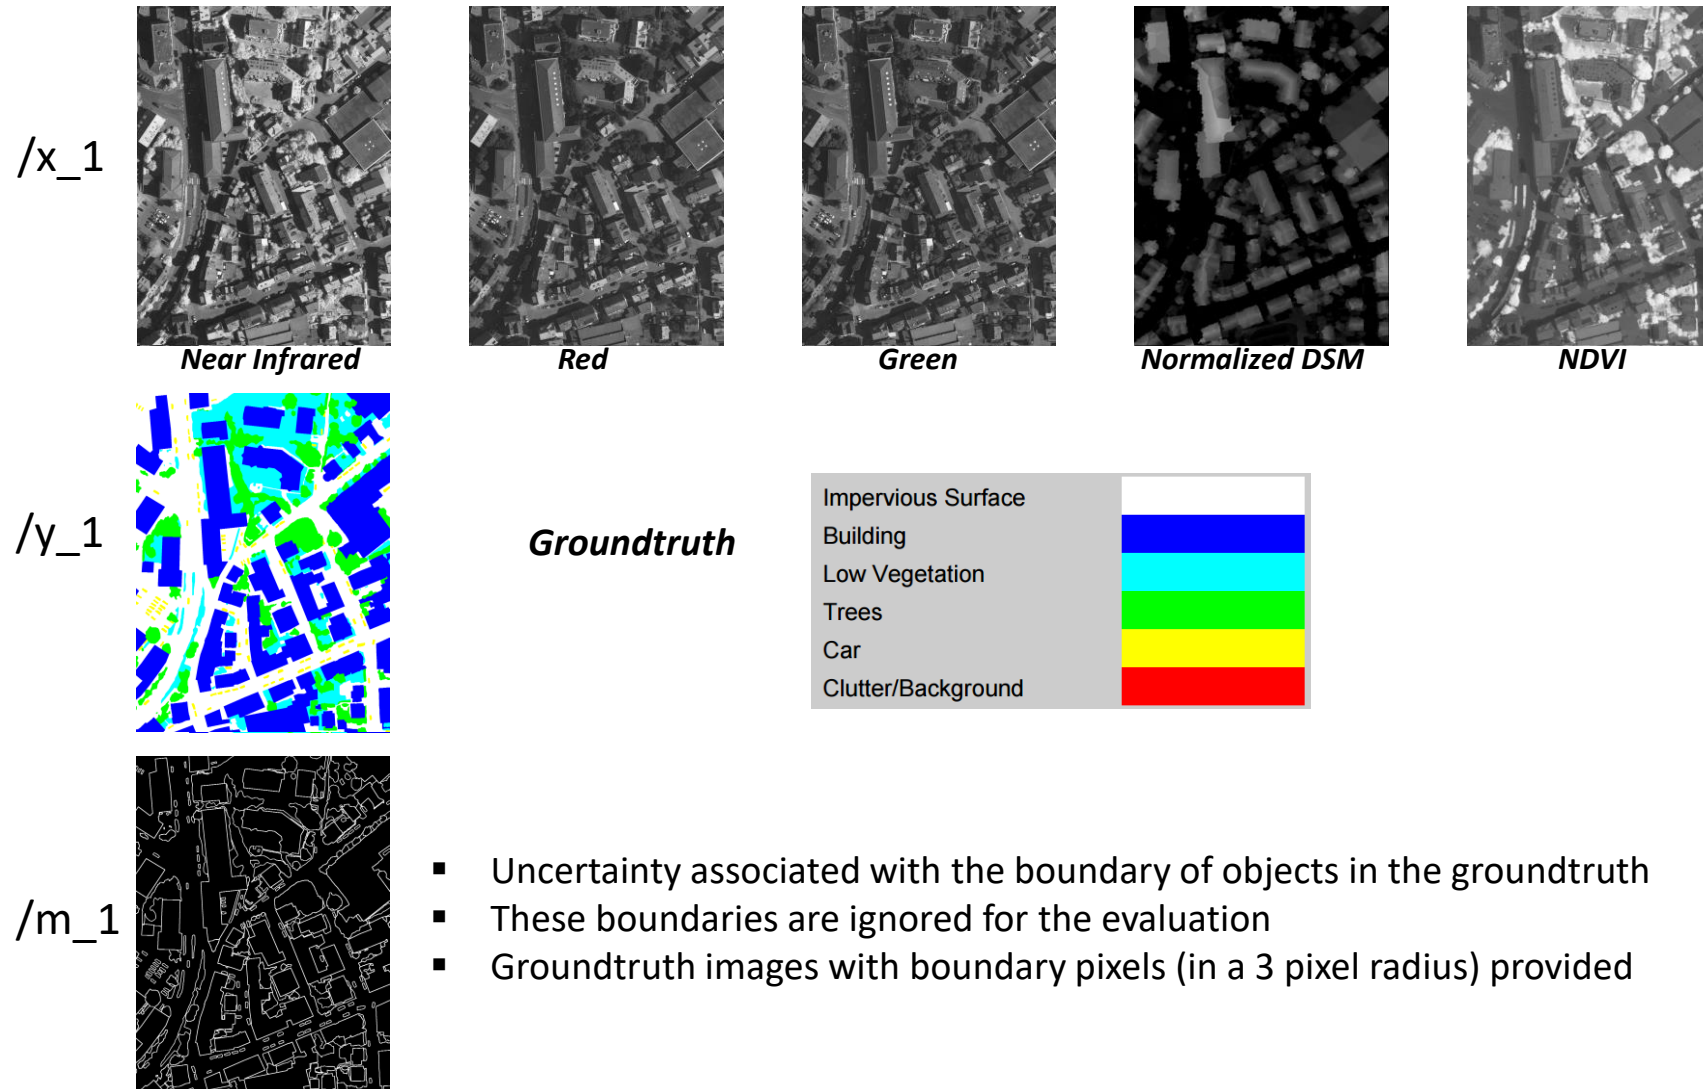 /x_1
Near Infrared
Red
Green
Normalized DSM
NDVI
/y_1
Groundtruth
Impervious Surface
Building
Low Vegetation
Trees
Car
Clutter/Background
/m_1
▪ Uncertainty associated with the boundary of objects in the groundtruth
▪ These boundaries are ignored for the evaluation
▪ Groundtruth images with boundary pixels (in a 3 pixel radius) provided